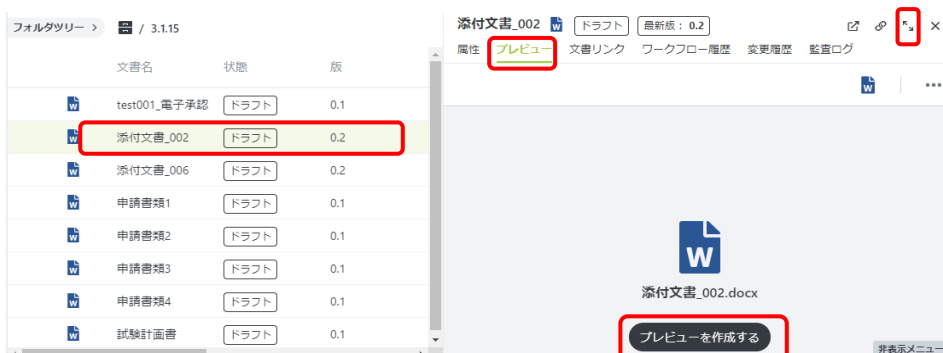 フォルダツリー > / 3.1.15
文書名 状態 版
test001_電子承認 ドラフト 0.1
添付文書_002 ドラフト 0.2
添付文書_006 ドラフト 0.2
申請書類1 ドラフト 0.1
申請書類2 ドラフト 0.1
申請書類3 ドラフト 0.1
申請書類4 ドラフト 0.1
試験計画書 ドラフト 0.1
添付文書_002 ドラフト 最新版： 0.2
属性 プレビュー 文書リンク ワークフロー履歴 変更履歴 監査ログ
添付文書_002.docx
プレビューを作成する
非表示メニュー